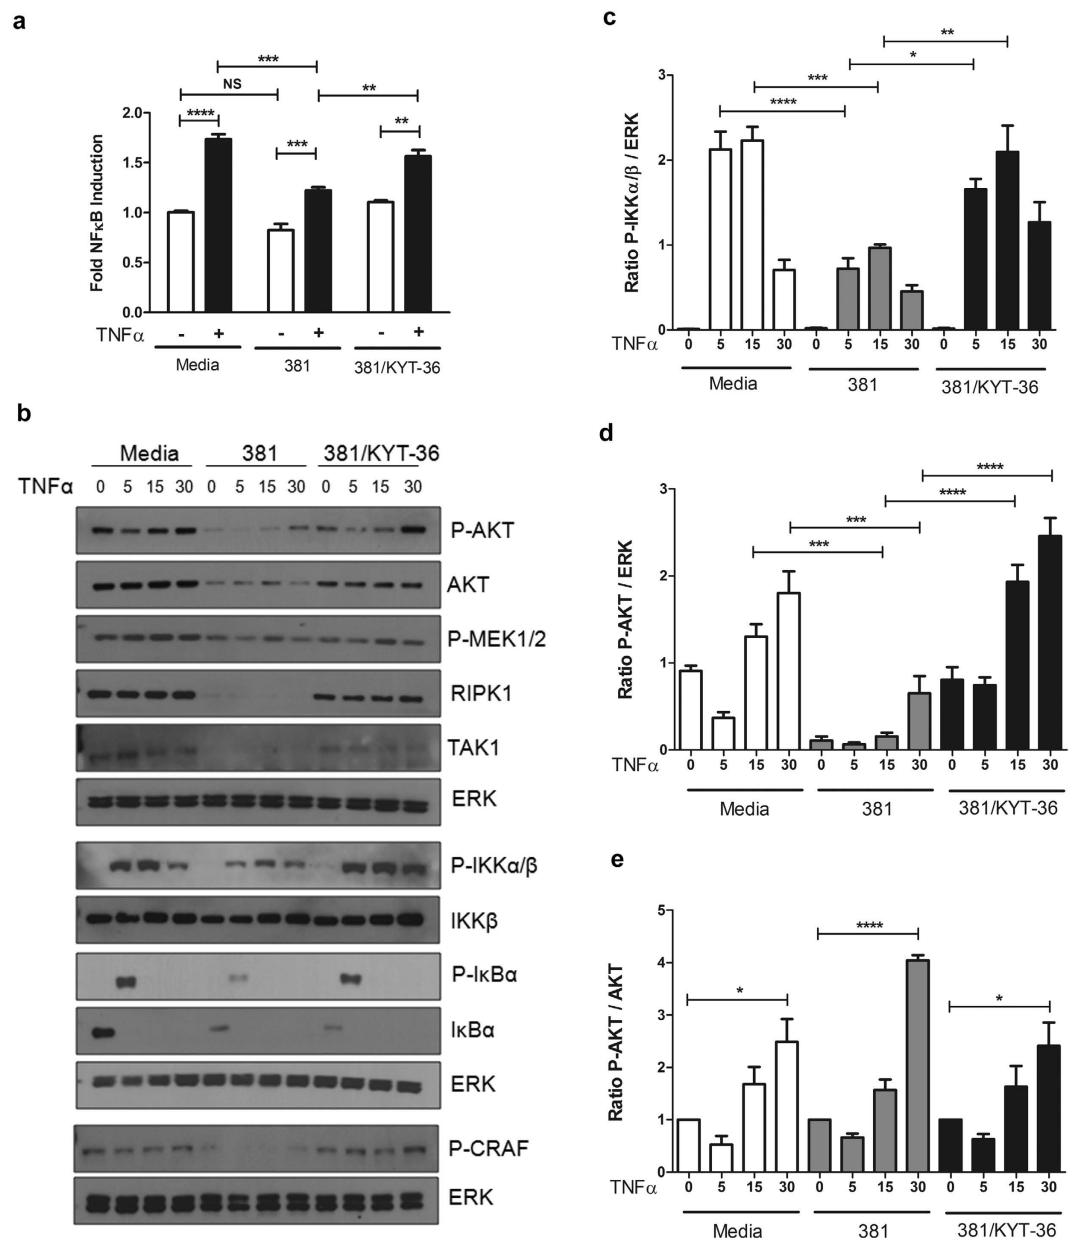 a
***
NS
**
****
***
**
2.0
1.5
1.0
0.5
0.0
Fold NFκB Induction
TNFα - + - + - +
Media 381 381/KYT-36
b
Media 381 381/KYT-36
TNFα 0 5 15 30 0 5 15 30 0 5 15 30
P-AKT
AKT
P-MEK1/2
RIPK1
TAK1
ERK
P-IKKα/β
IKKβ
P-IκBα
IκBα
ERK
P-CRAF
ERK
c
**
*
***
****
3
2
1
0
Ratio P-IKKα/β / ERK
TNFα 0 5 15 30 0 5 15 30 0 5 15 30
Media 381 381/KYT-36
d
****
****
***
***
3
2
1
0
Ratio P-AKT / ERK
TNFα 0 5 15 30 0 5 15 30 0 5 15 30
Media 381 381/KYT-36
e
****
*
*
5
4
3
2
1
0
Ratio P-AKT / AKT
TNFα 0 5 15 30 0 5 15 30 0 5 15 30
Media 381 381/KYT-36